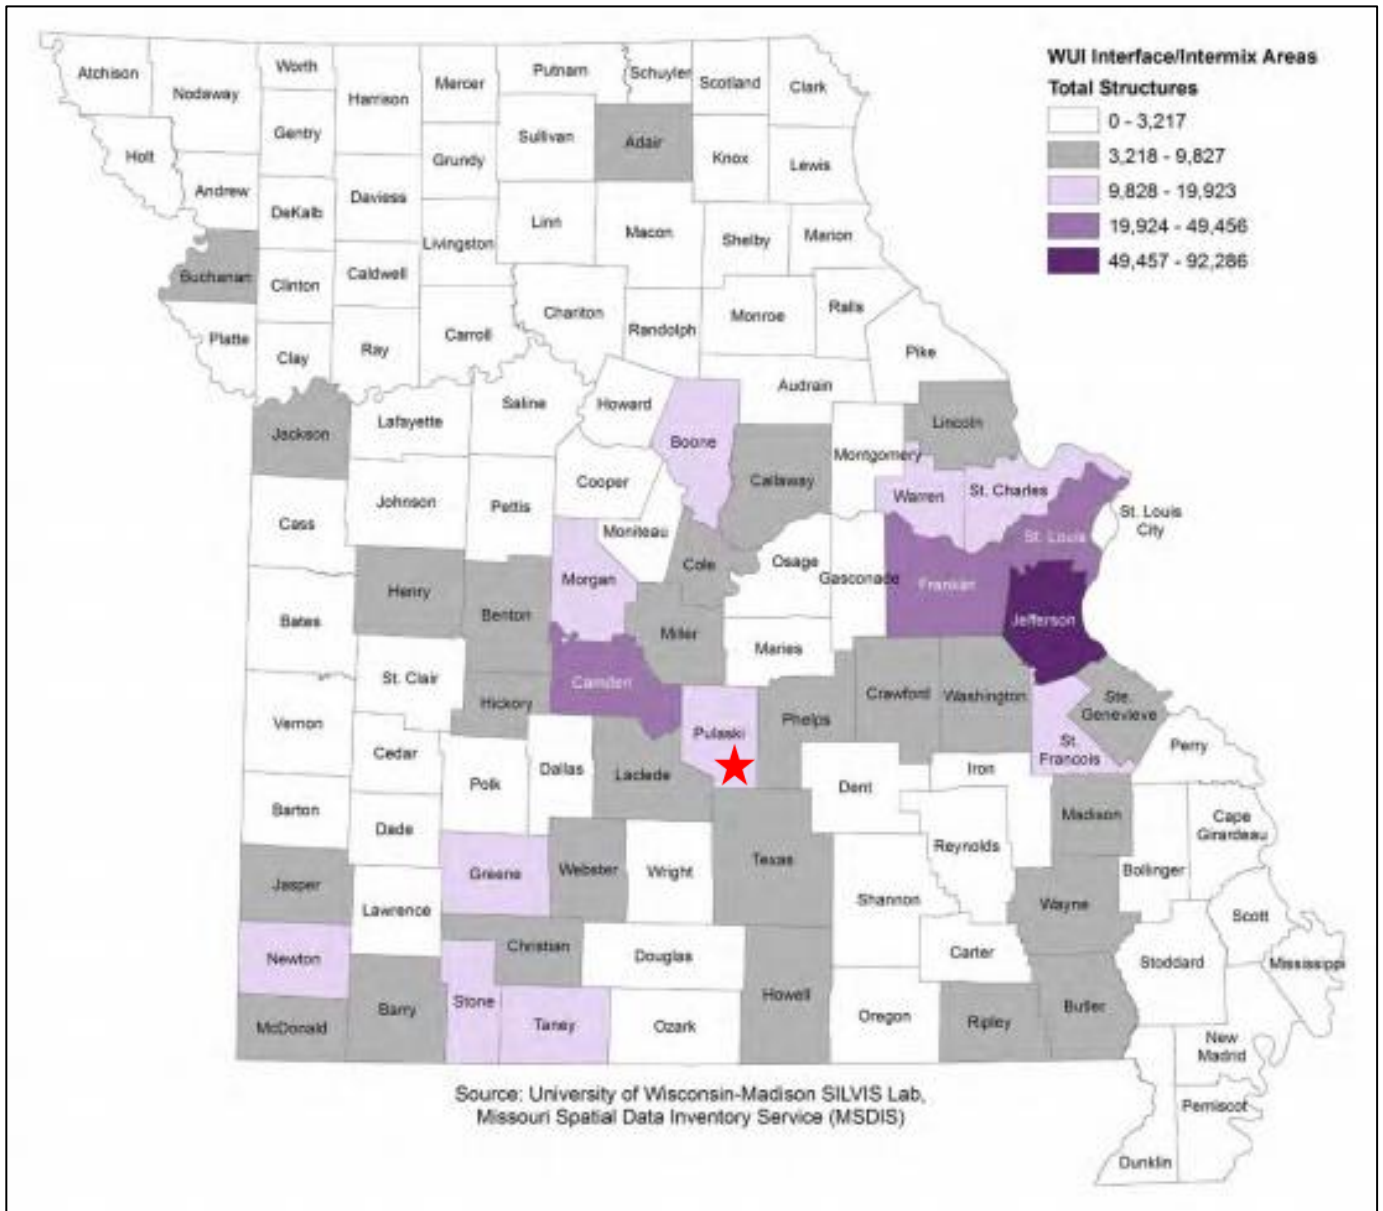 WUI Interface/Intermix Areas
Total Structures
0 - 3,217
3,218 - 9,827
9,828 - 19,923
19,924 - 49,456
49,457 - 92,286
Atchison
Nodaway
Worth
Harrison
Mercer
Putnam
Schuyler
Scotland
Clark
Gentry
Sullivan
Adair
Knox
Lewis
Holt
Andrew
DeKalb
Daviess
Grundy
Linn
Macon
Shelby
Marion
Livingston
Buchanan
Clinton
Caldwell
Chariton
Randolph
Monroe
Ralls
Platte
Clay
Ray
Carroll
Pike
Audrain
Saline
Howard
Jackson
Lafayette
Boone
Lincoln
Callaway
Montgomery
Cooper
Warren
St. Charles
St. Louis
City
Johnson
Pettis
Cass
Moniteau
St. Louis
Cole
Osage
Gasconade
Franklin
Morgan
Henry
Benton
Bates
Miller
Jefferson
Maries
St. Clair
Camden
Hickory
Crawford
Washington
Ste.
Genevieve
Vernon
Pulaski
Phelps
St.
Francois
Perry
Cedar
Polk
Dallas
Laclede
Dent
Iron
Barton
Dade
Madison
Cape
Girardeau
Reynolds
Texas
Bollinger
Jasper
Greene
Webster
Wright
Lawrence
Shannon
Wayne
Scott
Newton
Christian
Douglas
Carter
Stoddard
Mississippi
McDonald
Barry
Stone
Taney
Howell
Ozark
Oregon
Ripley
Butler
New
Madrid
Pemiscot
Dunklin
Source: University of Wisconsin-Madison SILVIS Lab,
Missouri Spatial Data Inventory Service (MSDIS)